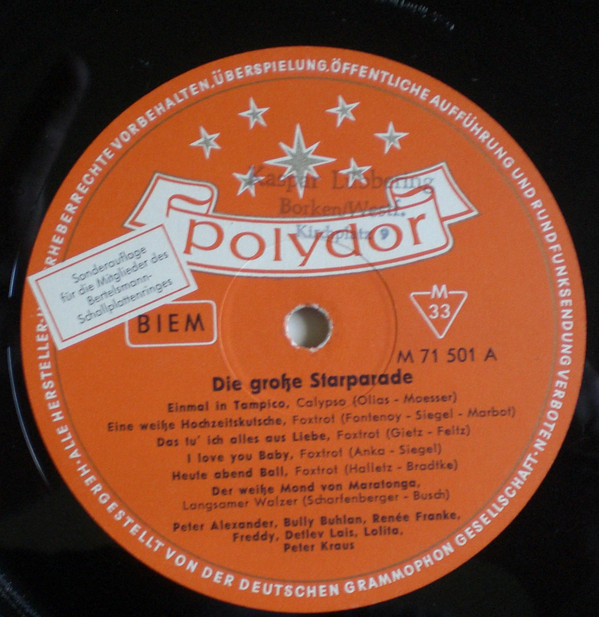 URHEBERRECHTE VORBEHALTEN, ÜBERSPIELUNG, ÖFFENTLICHE AUFFÜHRUNG UND RUNDFUNKSENDUNG VERBOTEN · HERGESTELLT VON DER DEUTSCHEN GRAMMOPHON GESELLSCHAFT · ALLE HERSTELLER-
Kaspar
Borken/Westf.
Kirchplatz 9
polydor
Sonderauflage
für die Mitglieder des
Bertelsmann-
Schallplattenringes
BIEM
M
33
M 71 501 A
Die große Starparade
Einmal in Tampico, Calypso (Olias - Moesser)
Eine weiße Hochzeitskutsche, Foxtrot (Fontenoy - Siegel - Marbot)
Das tu' ich alles aus Liebe, Foxtrot (Gietz - Feltz)
I love you Baby, Foxtrot (Anka - Siegel)
Heute abend Ball, Foxtrot (Halletz - Bradtke)
Der weiße Mond von Maratonga,
Langsamer Walzer (Scharfenberger - Busch)
Peter Alexander, Bully Buhlan, Renée Franke,
Freddy, Detlev Lais, Lolita,
Peter Kraus